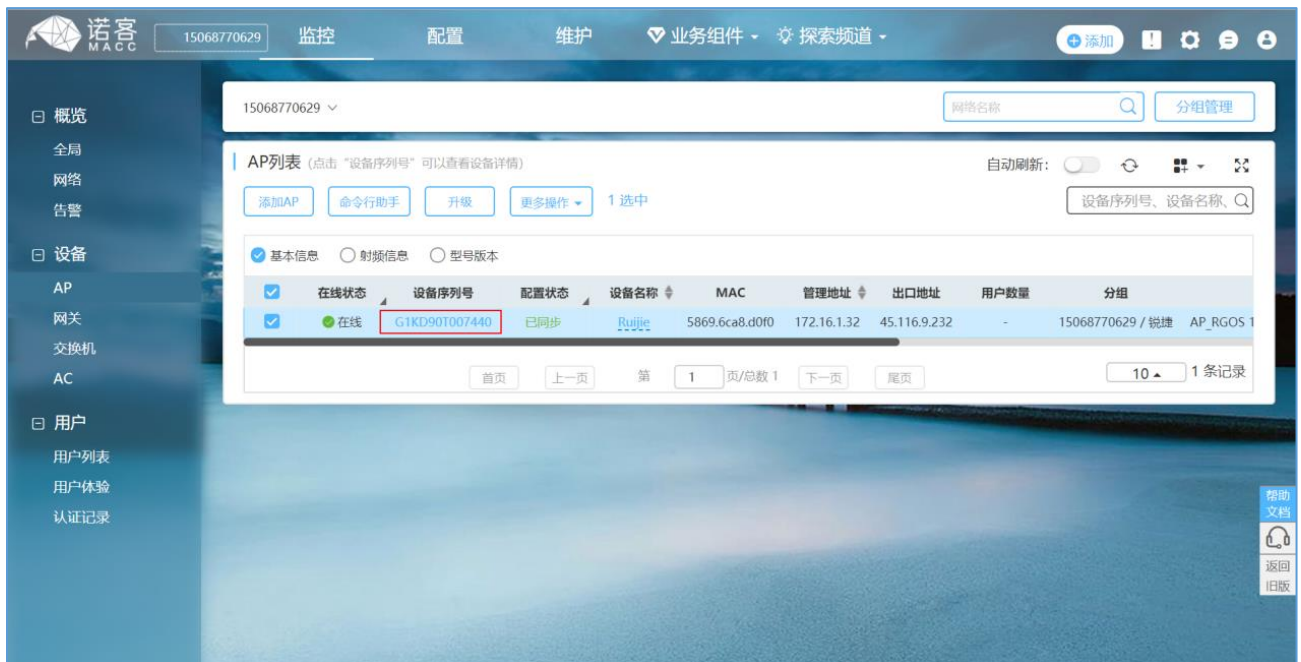 诺客
MACC
15068770629
监控
配置
维护
业务组件
探索频道
添加
概览
全局
网络
告警
设备
AP
网关
交换机
AC
用户
用户列表
用户体验
认证记录
15068770629
网络名称
分组管理
AP列表 (点击 “设备序列号” 可以查看设备详情)
自动刷新:
添加AP 命令行助手 升级 更多操作 1 选中
设备序列号、设备名称、
基本信息 射频信息 型号版本
在线状态 设备序列号 配置状态 设备名称 MAC 管理地址 出口地址 用户数量 分组
在线 G1KD90T007440 已同步 Ruijie 5869.6ca8.d0f0 172.16.1.32 45.116.9.232 - 15068770629 / 锐捷 AP_RGOS 1
首页 上一页 第 1 页/总数 1 下一页 尾页 10 1 条记录
帮助
文档
返回
旧版